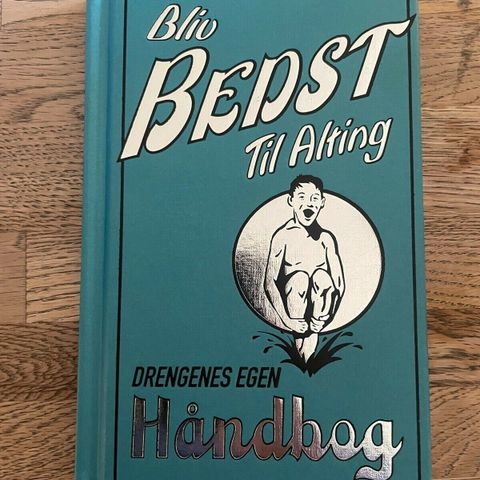 Bliv
BEDST
Til Alting
DRENGENES EGEN
Håndbog